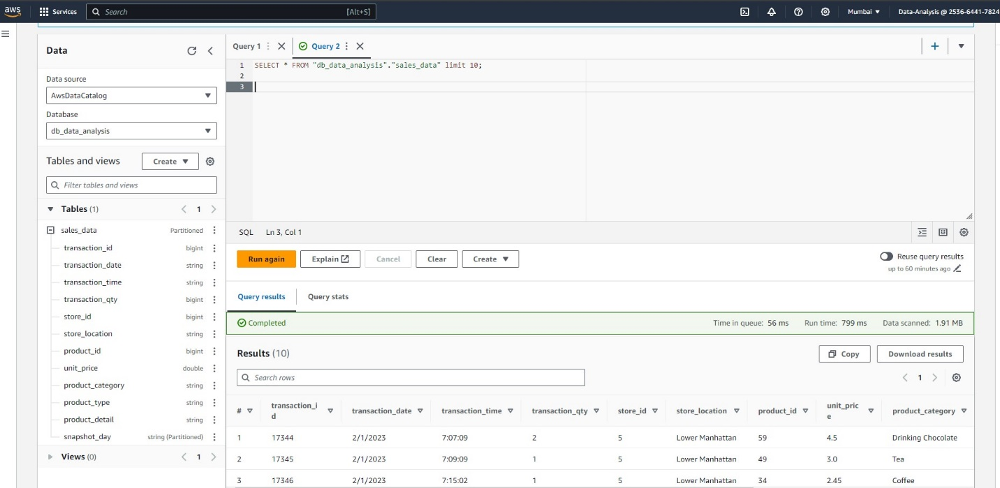 aws Services Search [Alt+S] Mumbai Data-Analysis @ 2536-6441-7824
Data
Data source
AwsDataCatalog
Database
db_data_analysis
Tables and views Create
Filter tables and views
Tables (1) 1
sales_data Partitioned
transaction_id bigint
transaction_date string
transaction_time string
transaction_qty bigint
store_id bigint
store_location string
product_id bigint
unit_price double
product_category string
product_type string
product_detail string
snapshot_day string (Partitioned)
Views (0) 1
Query 1 Query 2
1 SELECT * FROM "db_data_analysis"."sales_data" limit 10;
2
3
SQL Ln 3, Col 1
Run again Explain Cancel Clear Create
Reuse query results
up to 60 minutes ago
Query results Query stats
Completed Time in queue: 56 ms Run time: 799 ms Data scanned: 1.91 MB
Results (10) Copy Download results
Search rows 1
# transaction_i
d transaction_date transaction_time transaction_qty store_id store_location product_id unit_pric
e product_category
1 17344 2/1/2023 7:07:09 2 5 Lower Manhattan 59 4.5 Drinking Chocolate
2 17345 2/1/2023 7:09:09 1 5 Lower Manhattan 49 3.0 Tea
3 17346 2/1/2023 7:15:02 1 5 Lower Manhattan 34 2.45 Coffee